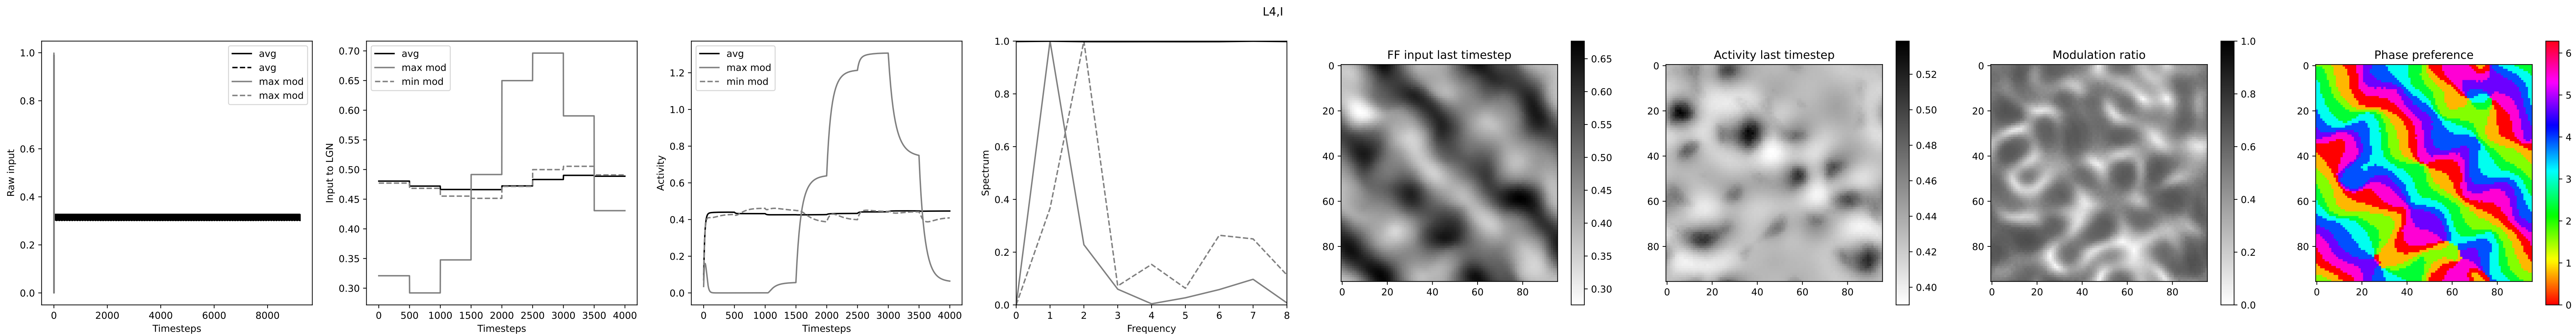 L4,I
Raw input
1.0
0.8
0.6
0.4
0.2
0.0
avg
avg
max mod
max mod
0 2000 4000 6000 8000
Timesteps
Input to LGN
0.70
0.65
0.60
0.55
0.50
0.45
0.40
0.35
0.30
avg
max mod
min mod
0 500 1000 1500 2000 2500 3000 3500 4000
Timesteps
Activity
1.2
1.0
0.8
0.6
0.4
0.2
0.0
avg
max mod
min mod
0 500 1000 1500 2000 2500 3000 3500 4000
Timesteps
Spectrum
1.0
0.8
0.6
0.4
0.2
0.0
0 1 2 3 4 5 6 7 8
Frequency
FF input last timestep
0
20
40
60
80
0 20 40 60 80
0.65
0.60
0.55
0.50
0.45
0.40
0.35
0.30
Activity last timestep
0
20
40
60
80
0 20 40 60 80
0.52
0.50
0.48
0.46
0.44
0.42
0.40
Modulation ratio
0
20
40
60
80
0 20 40 60 80
1.0
0.8
0.6
0.4
0.2
0.0
Phase preference
0
20
40
60
80
0 20 40 60 80
6
5
4
3
2
1
0